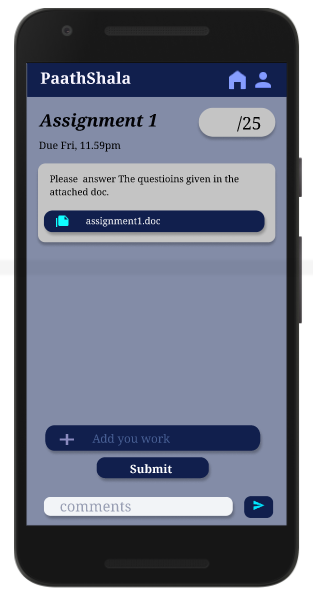 PaathShala
Assignment 1
/25
Due Fri, 11.59pm
Please answer The questioins given in the
attached doc.
assignment1.doc
Add you work
Submit
comments